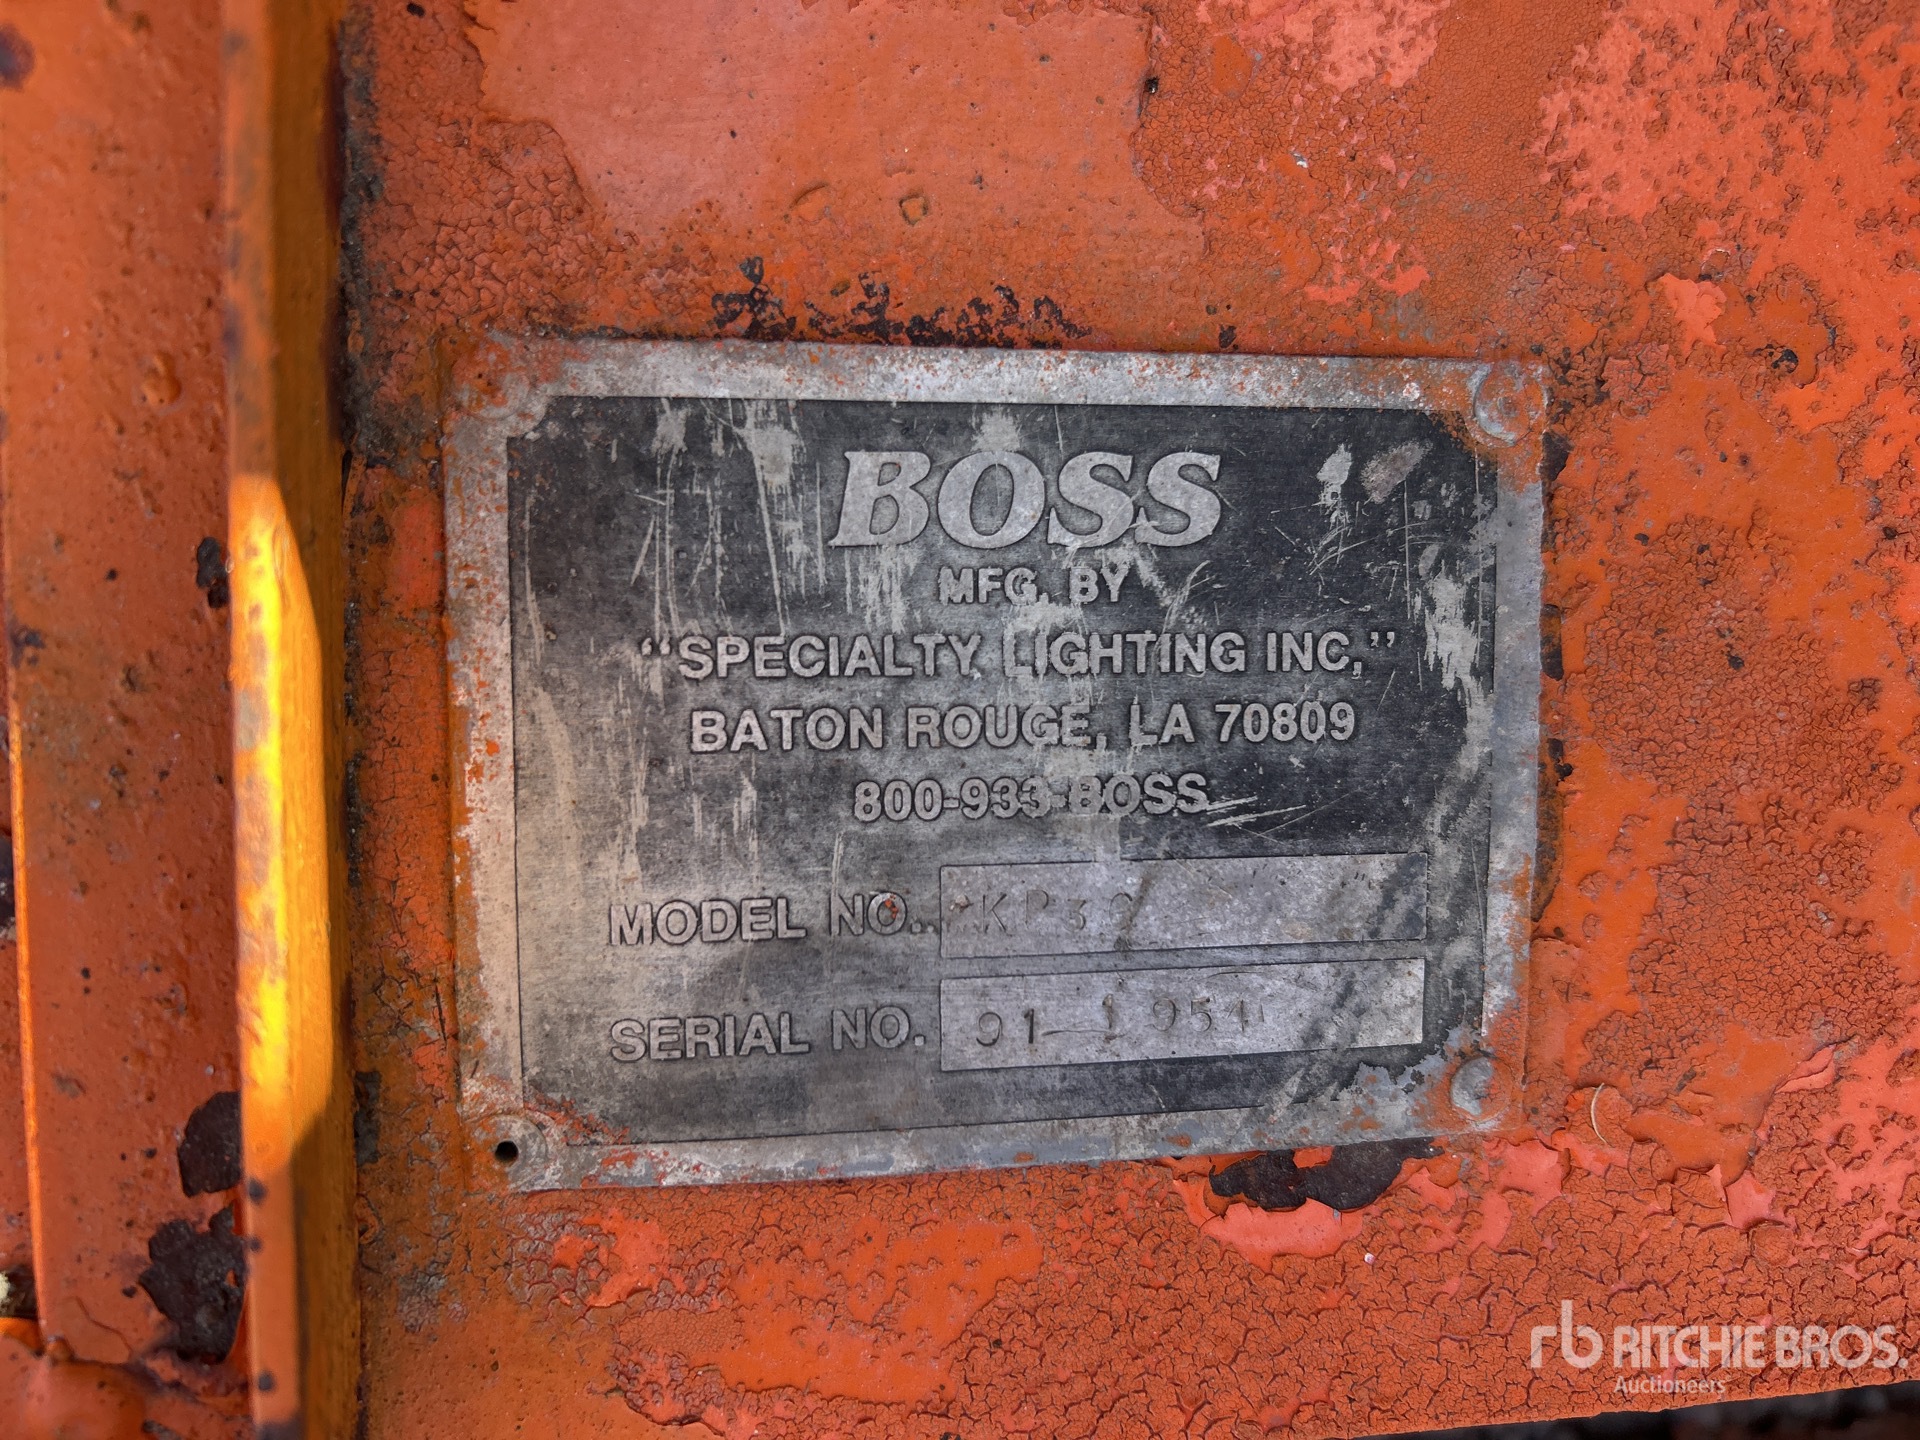 BOSS
MFG. BY
"SPECIALTY LIGHTING INC."
BATON ROUGE, LA 70809
800-933-BOSS
MODEL NO.
SERIAL NO.
rb RITCHIE BROS.
Auctioneers